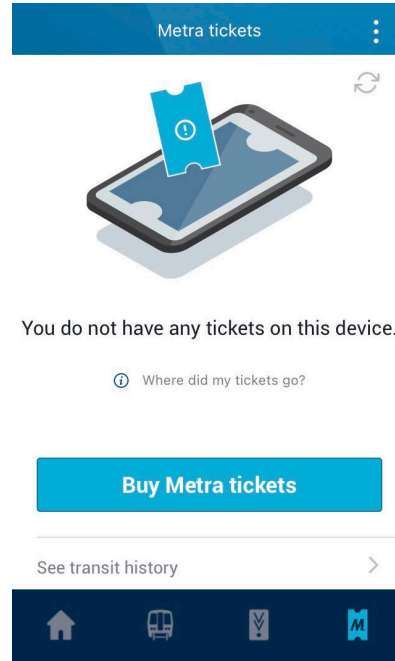 Metra tickets
You do not have any tickets on this device.
Where did my tickets go?
Buy Metra tickets
See transit history
M